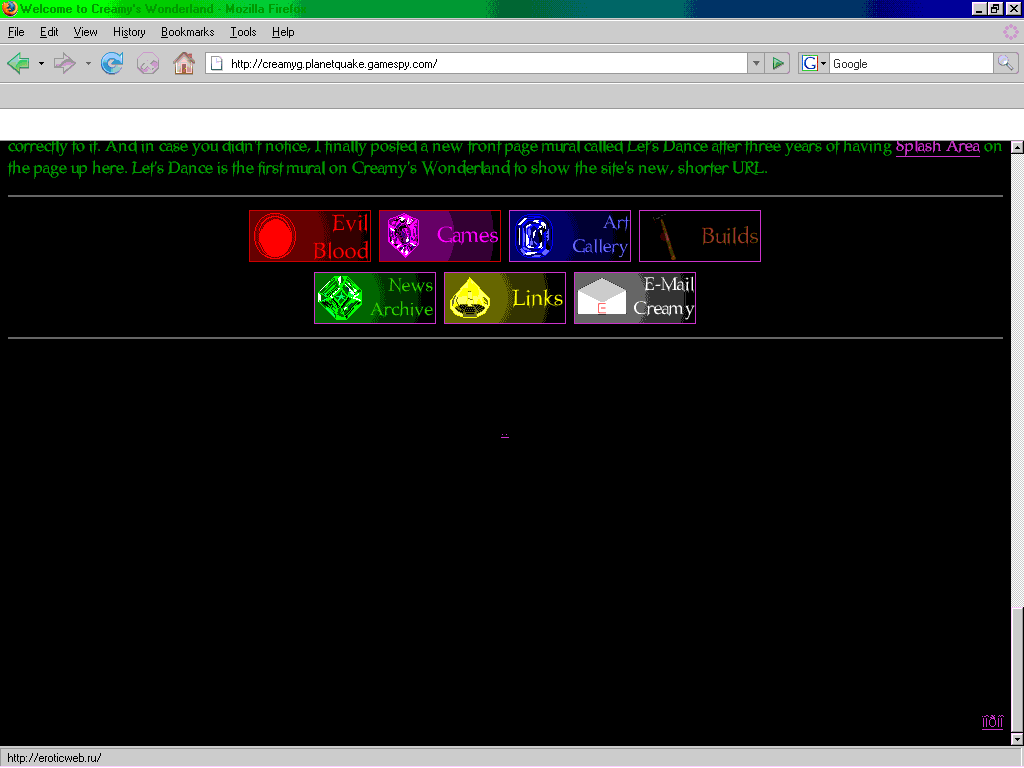 Welcome to Creamy's Wonderland - Mozilla Firefo
File Edit View History Bookmarks Tools Help
http://creamyg.planetquake.gamespy.com/
G Google
correctly to it. And in case you didn't notice, I finally posted a new front page mural called Let's Dance after three years of having Splash Area on
the page up here. Let's Dance is the first mural on Creamy's Wonderland to show the site's new, shorter URL.
Evil
Blood
Games
Art
Gallery
Builds
News
Archive
Links
E
E-Mail
Creamy
http://eroticweb.ru/